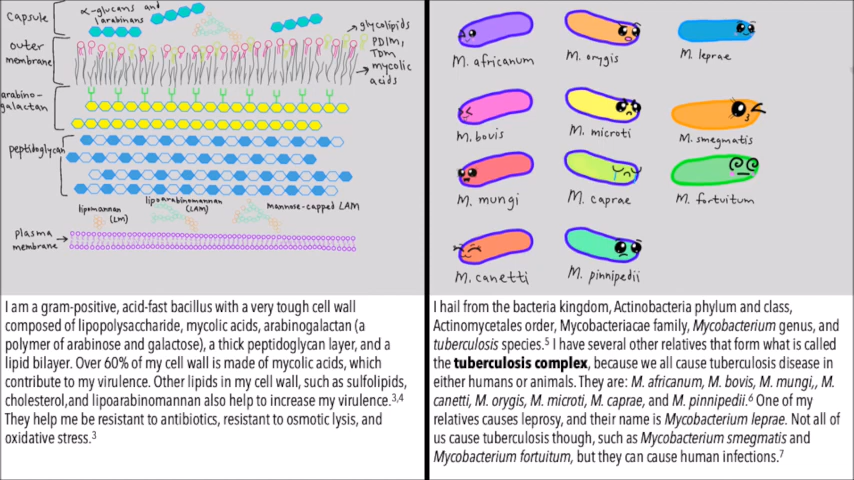 capsule
α-glucans and
l'arabinans
glycolipids
outer
membrane
PDIM,
TDM
mycolic
acids
arabino-
galactan
peptidoglycan
lipomannan
(LM)
lipoarabinomannan
(LAM)
mannose-capped LAM
plasma
membrane
I am a gram-positive, acid-fast bacillus with a very tough cell wall
composed of lipopolysaccharide, mycolic acids, arabinogalactan (a
polymer of arabinose and galactose), a thick peptidoglycan layer, and a
lipid bilayer. Over 60% of my cell wall is made of mycolic acids, which
contribute to my virulence. Other lipids in my cell wall, such as sulfolipids,
cholesterol,and lipoarabinomannan also help to increase my virulence.3,4
They help me be resistant to antibiotics, resistant to osmotic lysis, and
oxidative stress.3
M. africanum
M. orygis
M. leprae
M. bovis
M. microti
M. smegmatis
M. mungi
M. caprae
M. fortuitum
M. canetti
M. pinnipedii
I hail from the bacteria kingdom, Actinobacteria phylum and class,
Actinomycetales order, Mycobacteriacae family, Mycobacterium genus, and
tuberculosis species.5 I have several other relatives that form what is called
the tuberculosis complex, because we all cause tuberculosis disease in
either humans or animals. They are: M. africanum, M. bovis, M. mungi,, M.
canetti, M. orygis, M. microti, M. caprae, and M. pinnipedii.6 One of my
relatives causes leprosy, and their name is Mycobacterium leprae. Not all of
us cause tuberculosis though, such as Mycobacterium smegmatis and
Mycobacterium fortuitum, but they can cause human infections.7